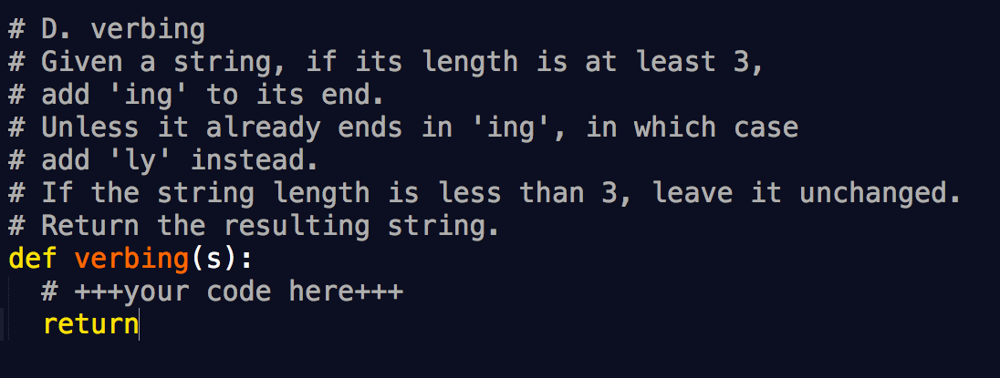 # D. verbing
# Given a string, if its length is at least 3,
# add 'ing' to its end.
# Unless it already ends in 'ing', in which case
# add 'ly' instead.
# If the string length is less than 3, leave it unchanged.
# Return the resulting string.
def verbing(s):
  # +++your code here+++
  return